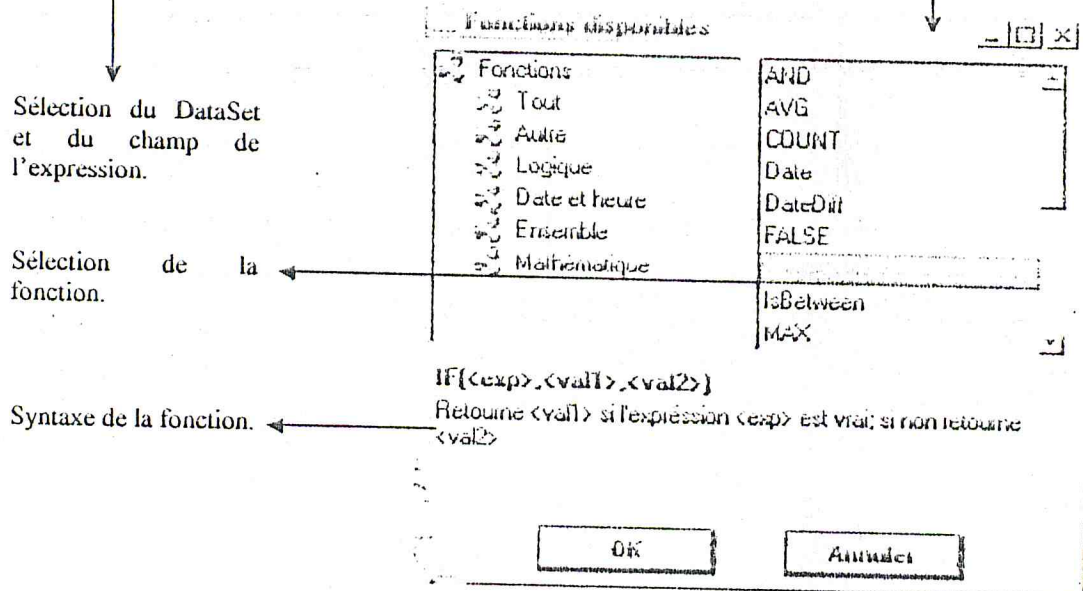 Fonctions disponibles
Sélection du DataSet
et du champ de
l'expression.
Sélection de la
fonction.
Syntaxe de la fonction.
Fonctions
Tout
Autre
Logique
Date et heure
Ensemble
Mathématique
AND
AVG
COUNT
Date
DateDiff
FALSE
IsBetween
MAX
IF(<exp>,<val1>,<val2>)
Retourne <val1> si l'expression <exp> est vrai; si non retourne
<val2>
OK
Annuler